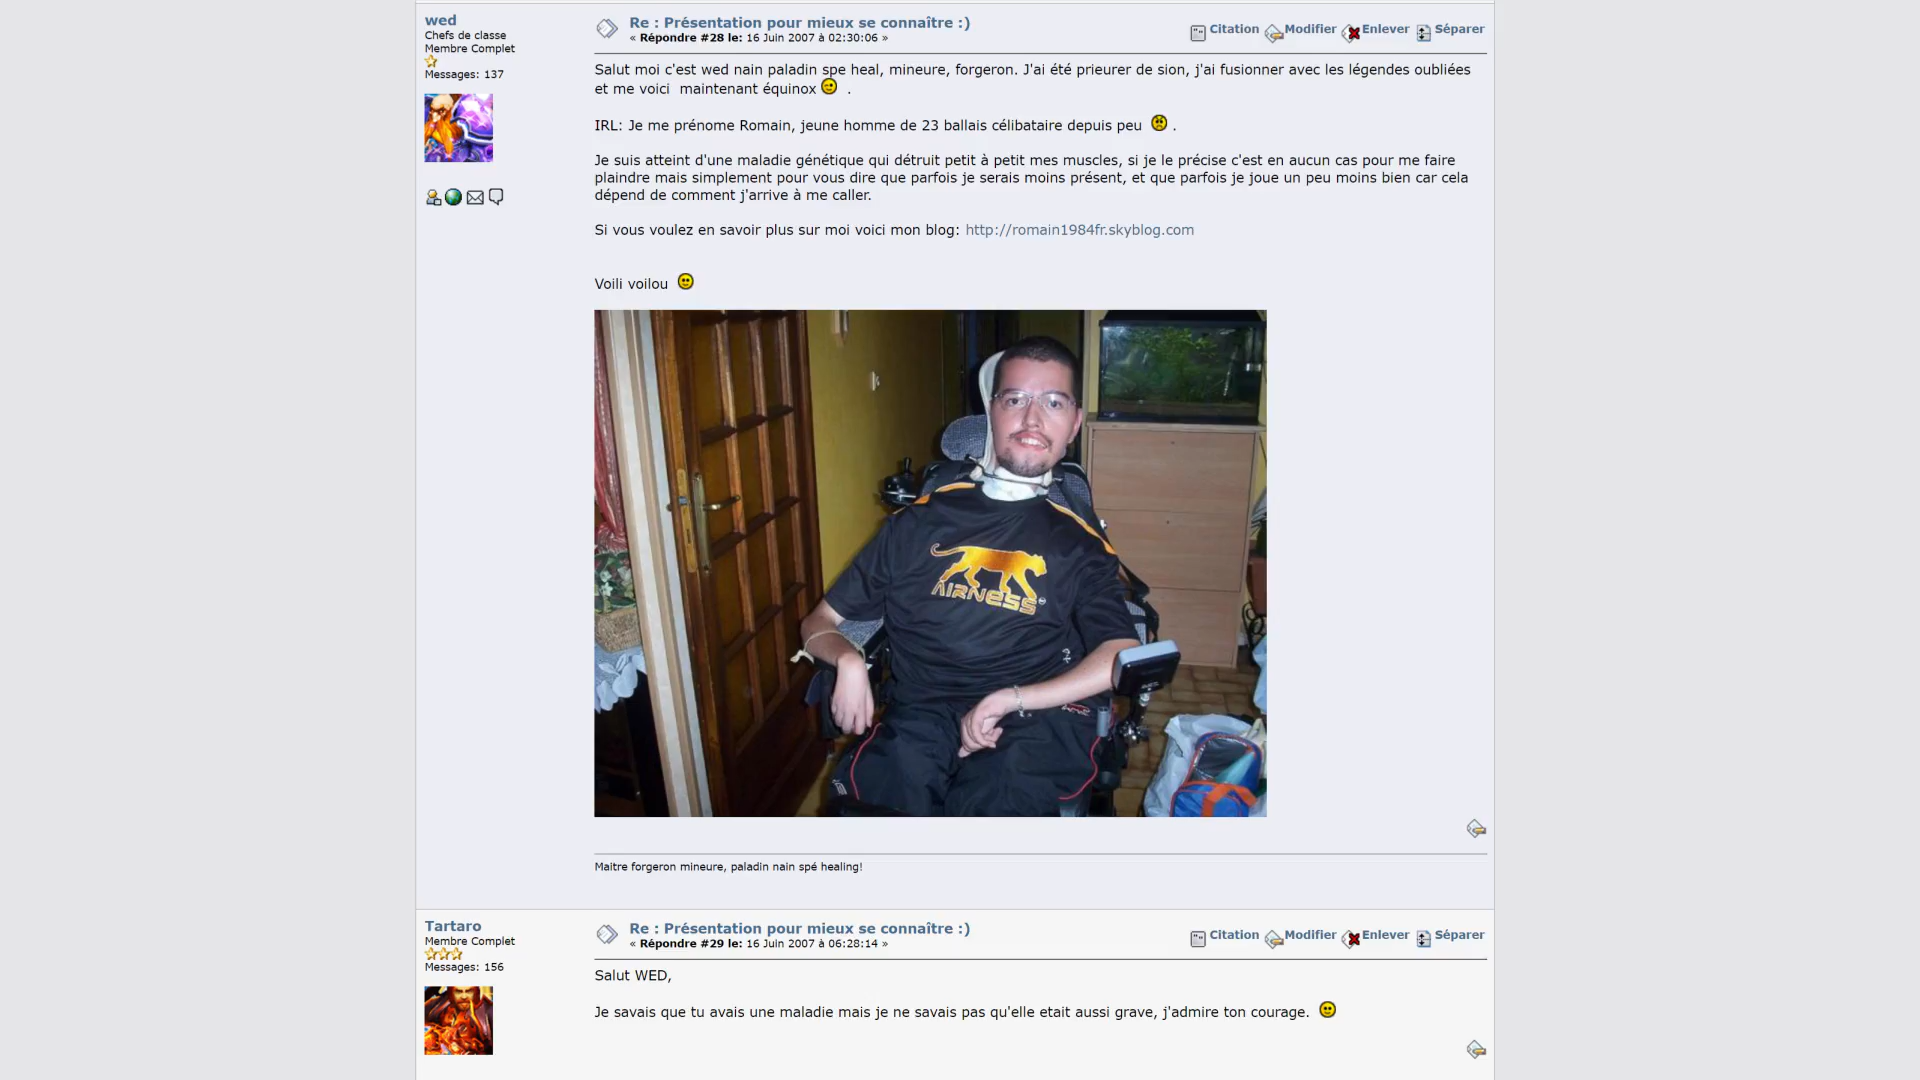 wed
Chefs de classe
Membre Complet
Messages: 137
Re : Présentation pour mieux se connaître :)
« Répondre #28 le: 16 Juin 2007 à 02:30:06 »
Citation Modifier Enlever Séparer
Salut moi c'est wed nain paladin spe heal, mineure, forgeron. J'ai été prieurer de sion, j'ai fusionner avec les légendes oubliées
et me voici maintenant équinox .
IRL: Je me prénome Romain, jeune homme de 23 ballais célibataire depuis peu .
Je suis atteint d'une maladie génétique qui détruit petit à petit mes muscles, si je le précise c'est en aucun cas pour me faire
plaindre mais simplement pour vous dire que parfois je serais moins présent, et que parfois je joue un peu moins bien car cela
dépend de comment j'arrive à me caller.
Si vous voulez en savoir plus sur moi voici mon blog: http://romain1984fr.skyblog.com
Voili voilou
AIRNESS
Maitre forgeron mineure, paladin nain spé healing!
Tartaro
Membre Complet
Messages: 156
Re : Présentation pour mieux se connaître :)
« Répondre #29 le: 16 Juin 2007 à 06:28:14 »
Citation Modifier Enlever Séparer
Salut WED,
Je savais que tu avais une maladie mais je ne savais pas qu'elle etait aussi grave, j'admire ton courage.